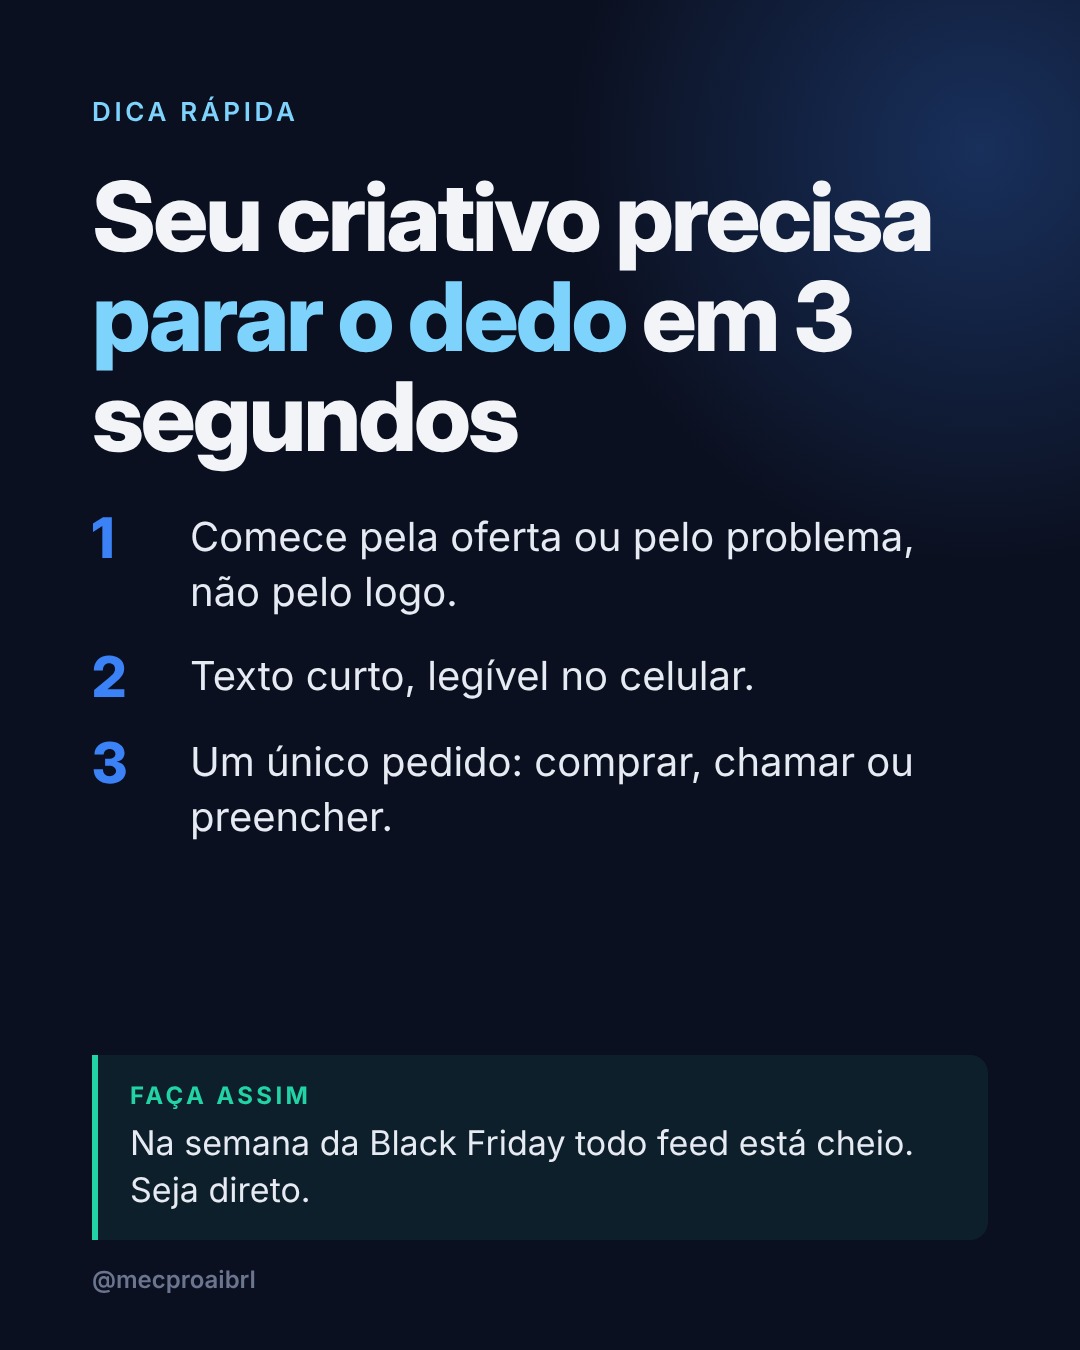 DICA RÁPIDA
Seu criativo precisa
parar o dedo em 3
segundos
1 Comece pela oferta ou pelo problema,
não pelo logo.
2 Texto curto, legível no celular.
3 Um único pedido: comprar, chamar ou
preencher.
FAÇA ASSIM
Na semana da Black Friday todo feed está cheio.
Seja direto.
@mecproaibrl